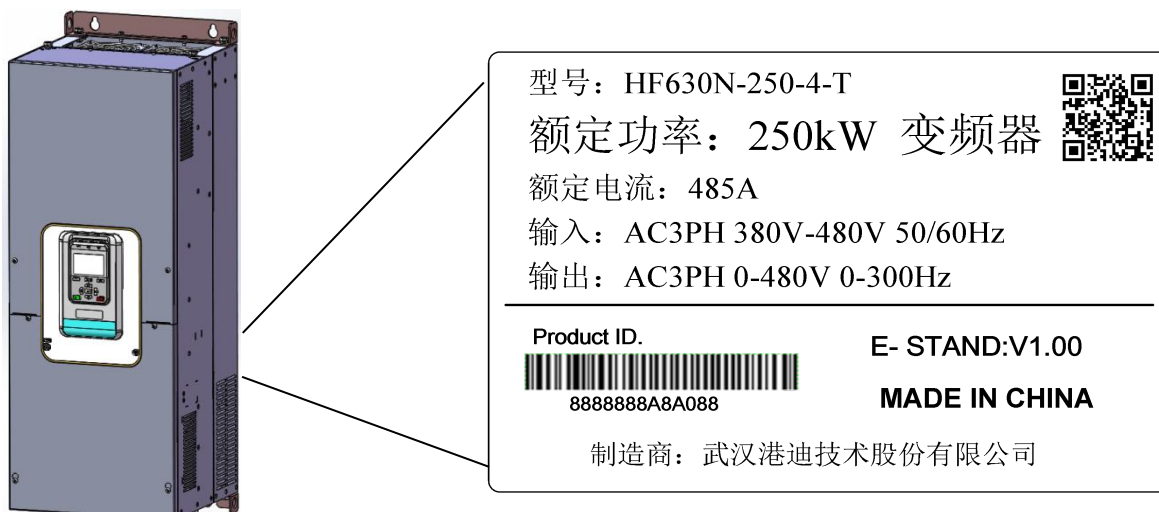 型号：HF630N-250-4-T
额定功率：250kW 变频器
额定电流：485A
输入：AC3PH 380V-480V 50/60Hz
输出：AC3PH 0-480V 0-300Hz
Product ID.
8888888A8A088
E- STAND:V1.00
MADE IN CHINA
制造商：武汉港迪技术股份有限公司